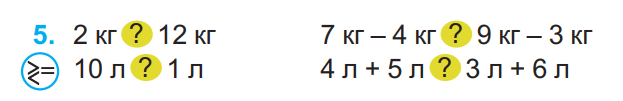 5. 2 кг ? 12 кг 7 кг – 4 кг ? 9 кг – 3 кг
>
<= 10 л ? 1 л 4 л + 5 л ? 3 л + 6 л